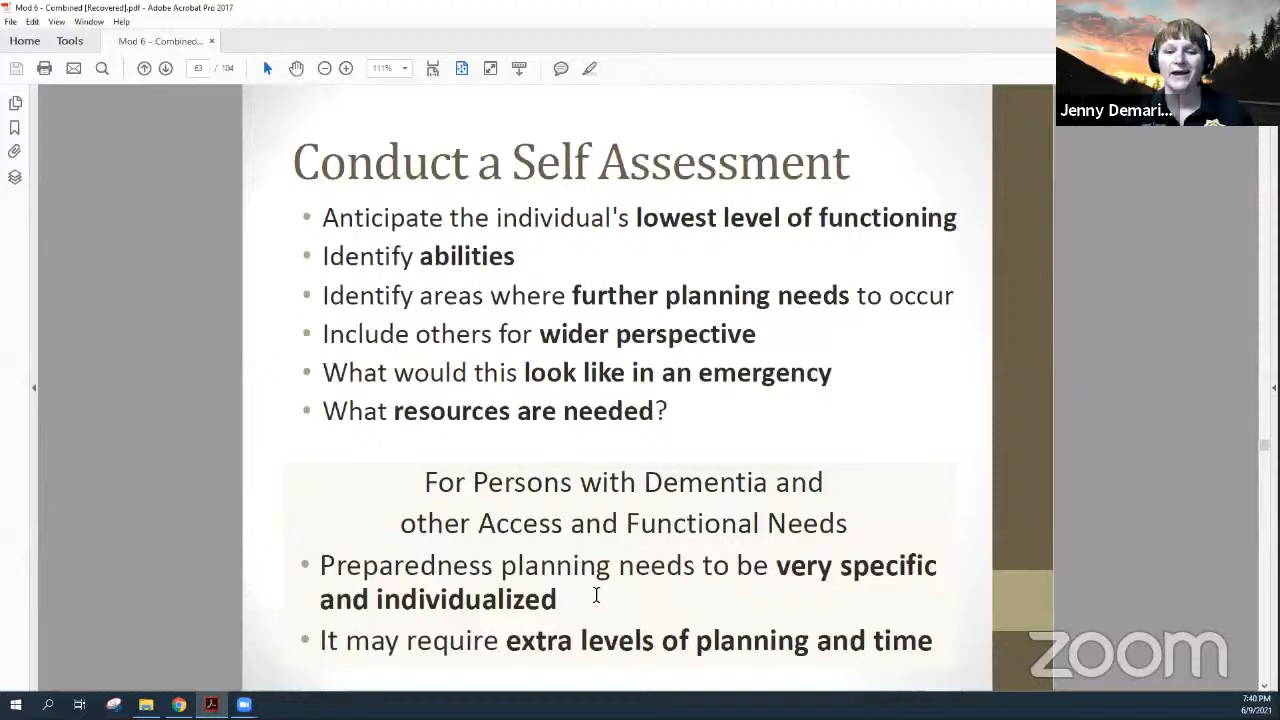 Mod 6 - Combined [Recovered].pdf - Adobe Acrobat Pro 2017
File Edit View Window Help
Home Tools Mod 6 - Combined... ×
63 / 104 111%
Jenny Demari...
Conduct a Self Assessment
• Anticipate the individual's lowest level of functioning
• Identify abilities
• Identify areas where further planning needs to occur
• Include others for wider perspective
• What would this look like in an emergency
• What resources are needed?
For Persons with Dementia and
other Access and Functional Needs
• Preparedness planning needs to be very specific
and individualized
• It may require extra levels of planning and time
zoom
7:40 PM
6/9/2021